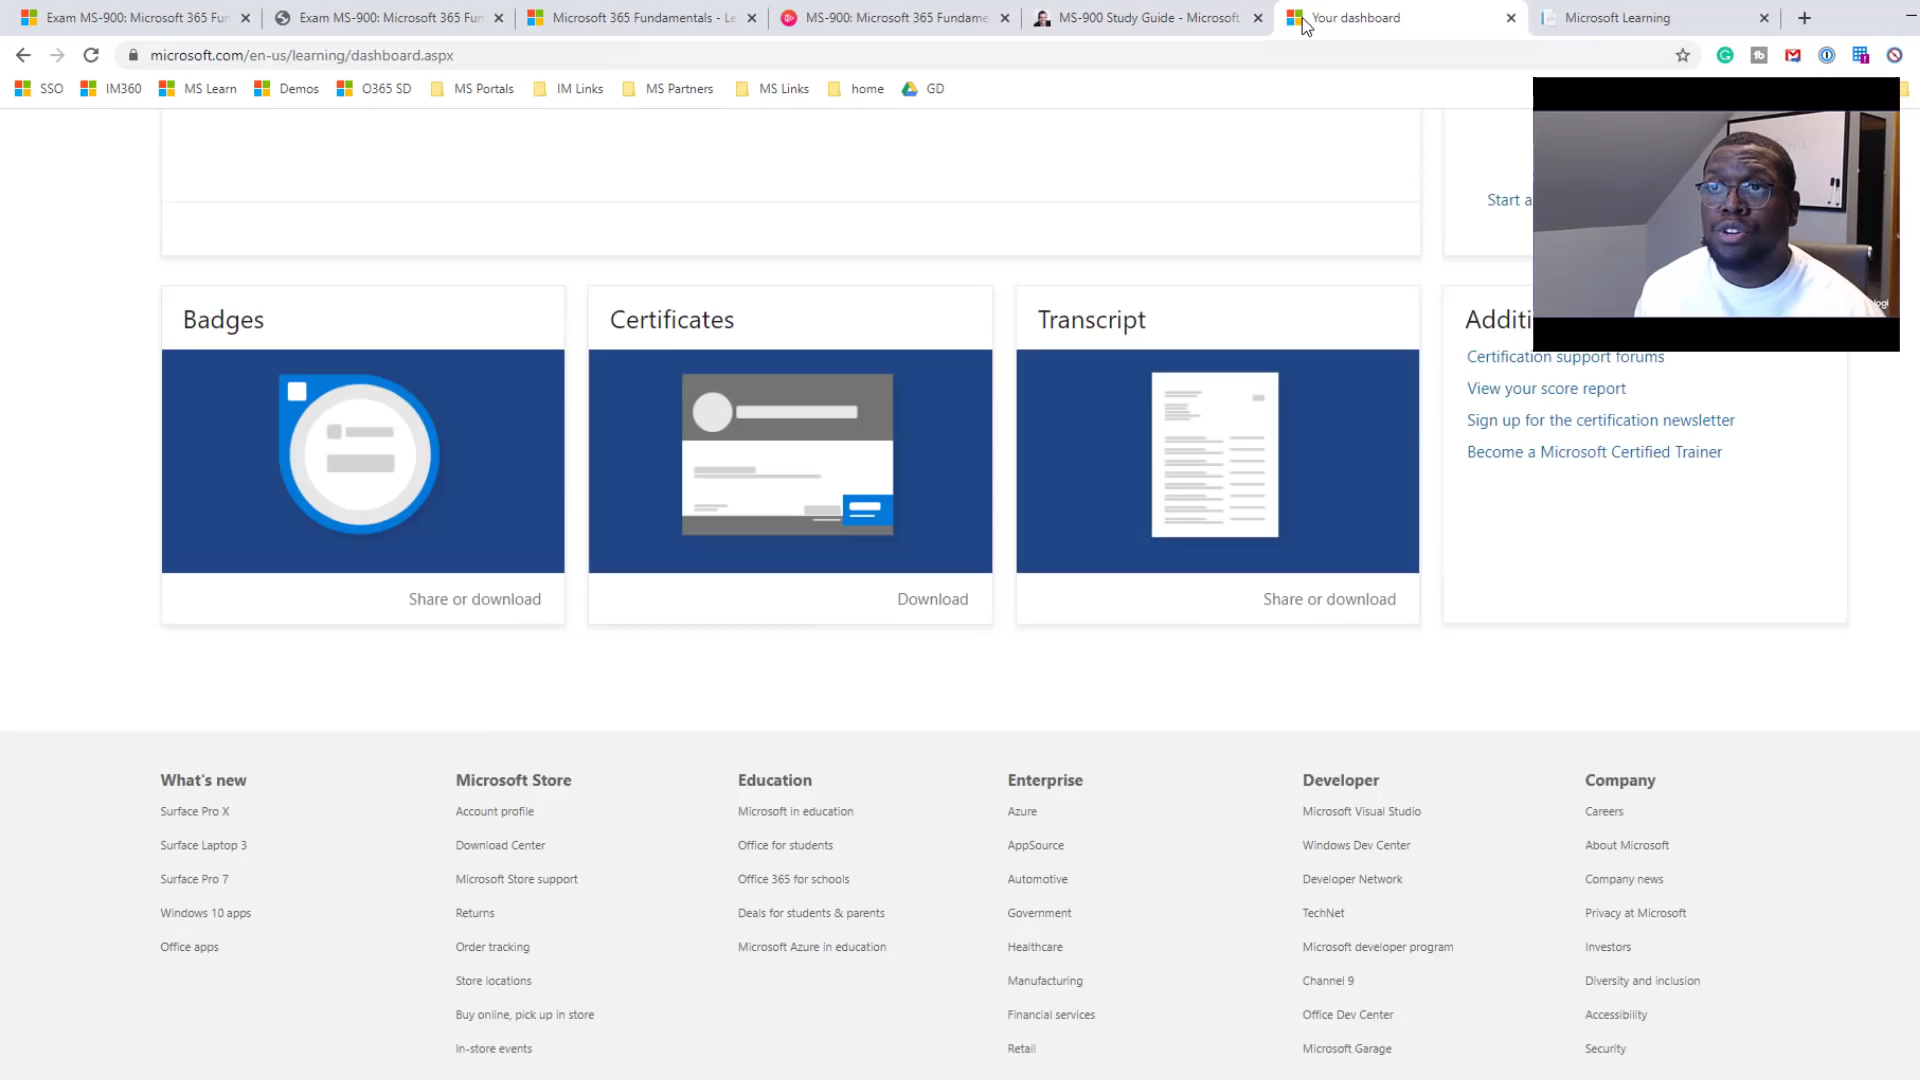 Exam MS-900: Microsoft 365 Fun
Exam MS-900: Microsoft 365 Fun
Microsoft 365 Fundamentals - Le
MS-900: Microsoft 365 Fundame
MS-900 Study Guide - Microsoft
Your dashboard
Microsoft Learning
microsoft.com/en-us/learning/dashboard.aspx
SSO
IM360
MS Learn
Demos
O365 SD
MS Portals
IM Links
MS Partners
MS Links
home
GD
Start a
logi
Badges
Certificates
Transcript
Additi
Certification support forums
View your score report
Sign up for the certification newsletter
Become a Microsoft Certified Trainer
Share or download
Download
Share or download
What's new
Surface Pro X
Surface Laptop 3
Surface Pro 7
Windows 10 apps
Office apps
Microsoft Store
Account profile
Download Center
Microsoft Store support
Returns
Order tracking
Store locations
Buy online, pick up in store
In-store events
Education
Microsoft in education
Office for students
Office 365 for schools
Deals for students & parents
Microsoft Azure in education
Enterprise
Azure
AppSource
Automotive
Government
Healthcare
Manufacturing
Financial services
Retail
Developer
Microsoft Visual Studio
Windows Dev Center
Developer Network
TechNet
Microsoft developer program
Channel 9
Office Dev Center
Microsoft Garage
Company
Careers
About Microsoft
Company news
Privacy at Microsoft
Investors
Diversity and inclusion
Accessibility
Security